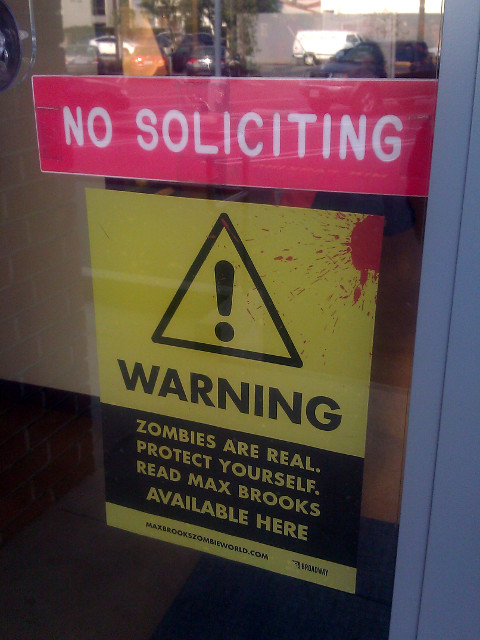 NO SOLICITING
WARNING
ZOMBIES ARE REAL.
PROTECT YOURSELF.
READ MAX BROOKS
AVAILABLE HERE
MAXBROOKSZOMBIEWORLD.COM
BROADWAY